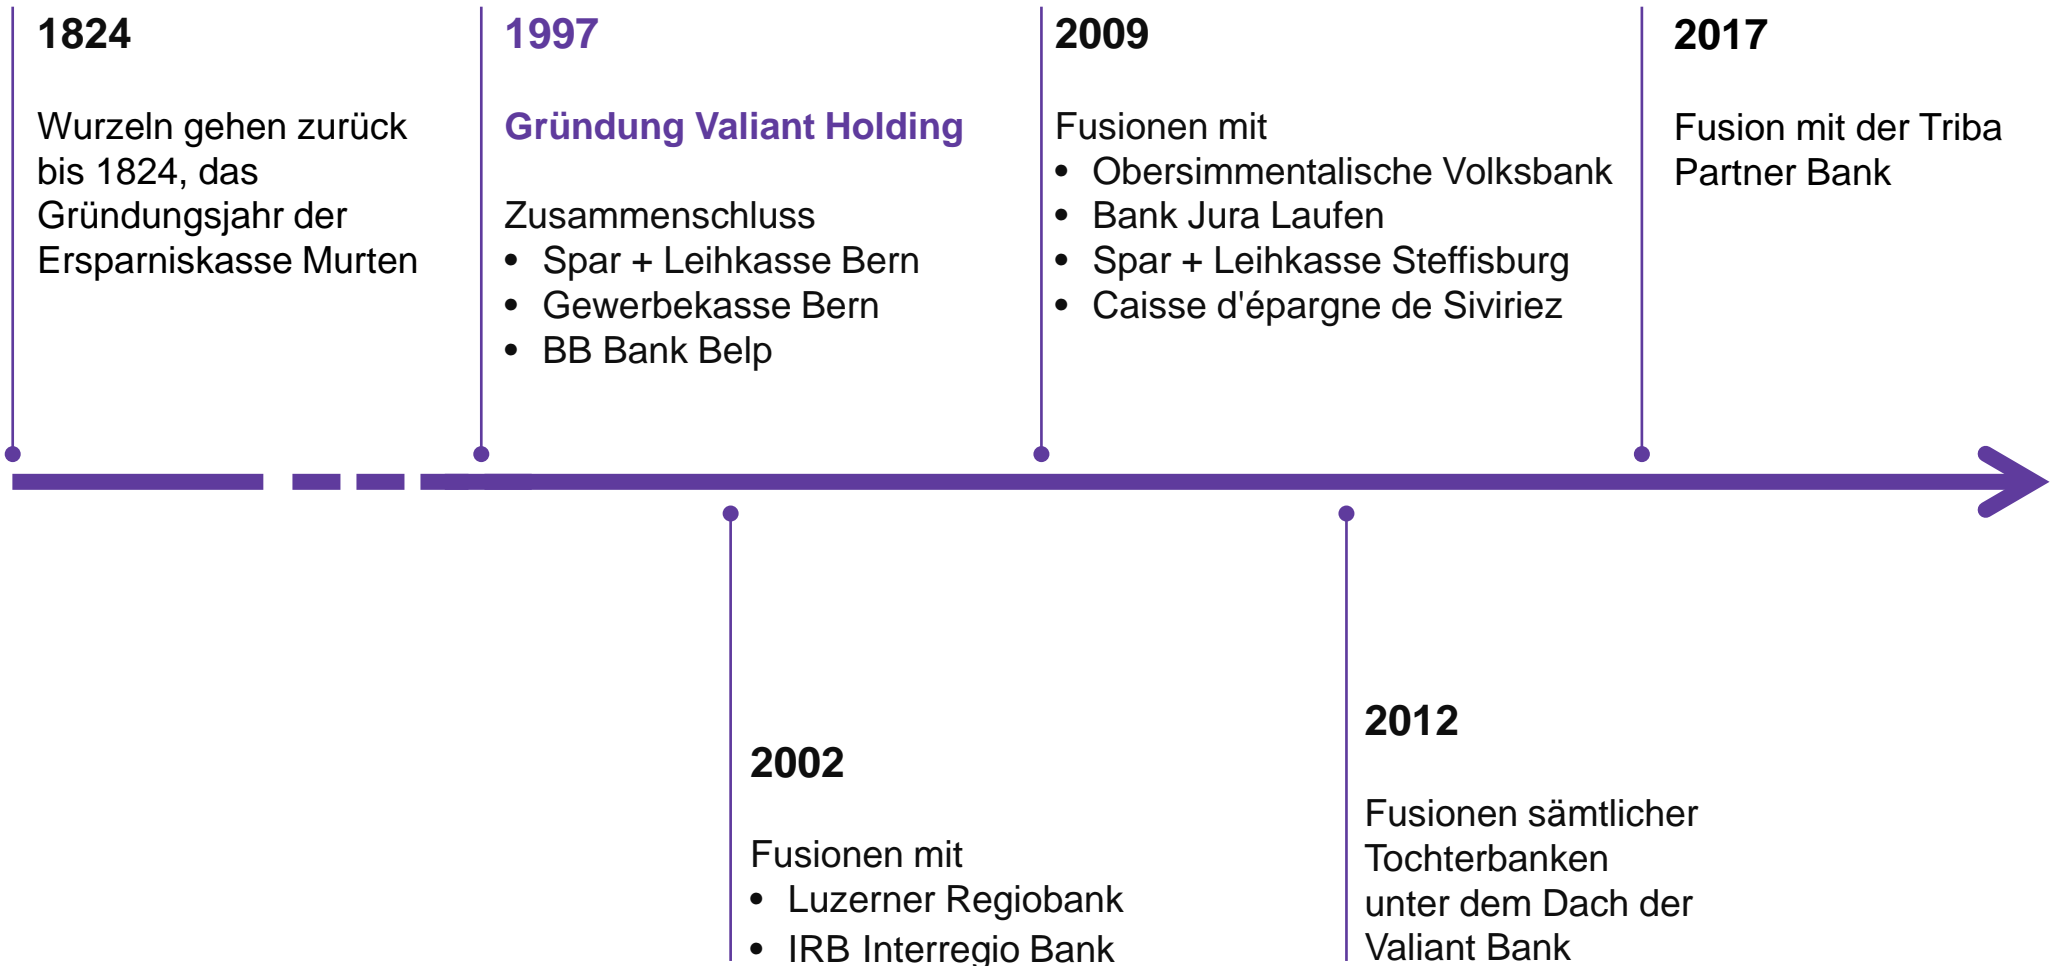 1824
Wurzeln gehen zurück
bis 1824, das
Gründungsjahr der
Ersparniskasse Murten
1997
Gründung Valiant Holding
Zusammenschluss
• Spar + Leihkasse Bern
• Gewerbekasse Bern
• BB Bank Belp
2002
Fusionen mit
• Luzerner Regiobank
• IRB Interregio Bank
2009
Fusionen mit
• Obersimmentalische Volksbank
• Bank Jura Laufen
• Spar + Leihkasse Steffisburg
• Caisse d'épargne de Siviriez
2012
Fusionen sämtlicher
Tochterbanken
unter dem Dach der
Valiant Bank
2017
Fusion mit der Triba
Partner Bank